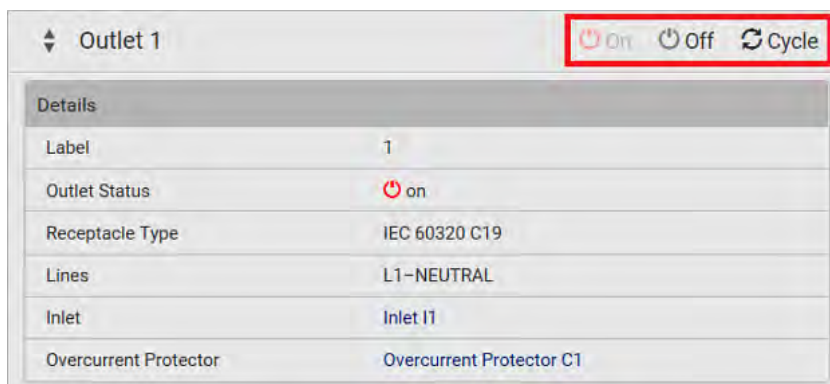 Outlet 1 On Off Cycle
Details
Label 1
Outlet Status on
Receptacle Type IEC 60320 C19
Lines L1–NEUTRAL
Inlet Inlet I1
Overcurrent Protector Overcurrent Protector C1